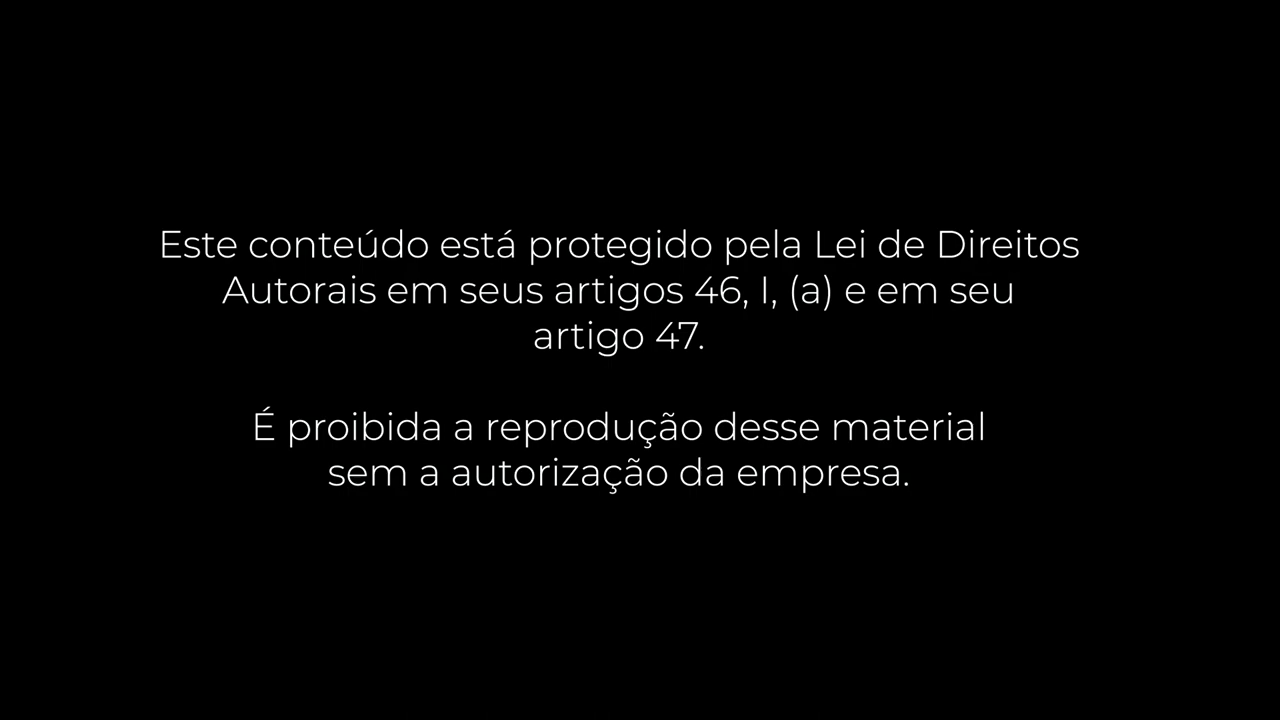 Este conteúdo está protegido pela Lei de Direitos
Autorais em seus artigos 46, I, (a) e em seu
artigo 47.
É proibida a reprodução desse material
sem a autorização da empresa.